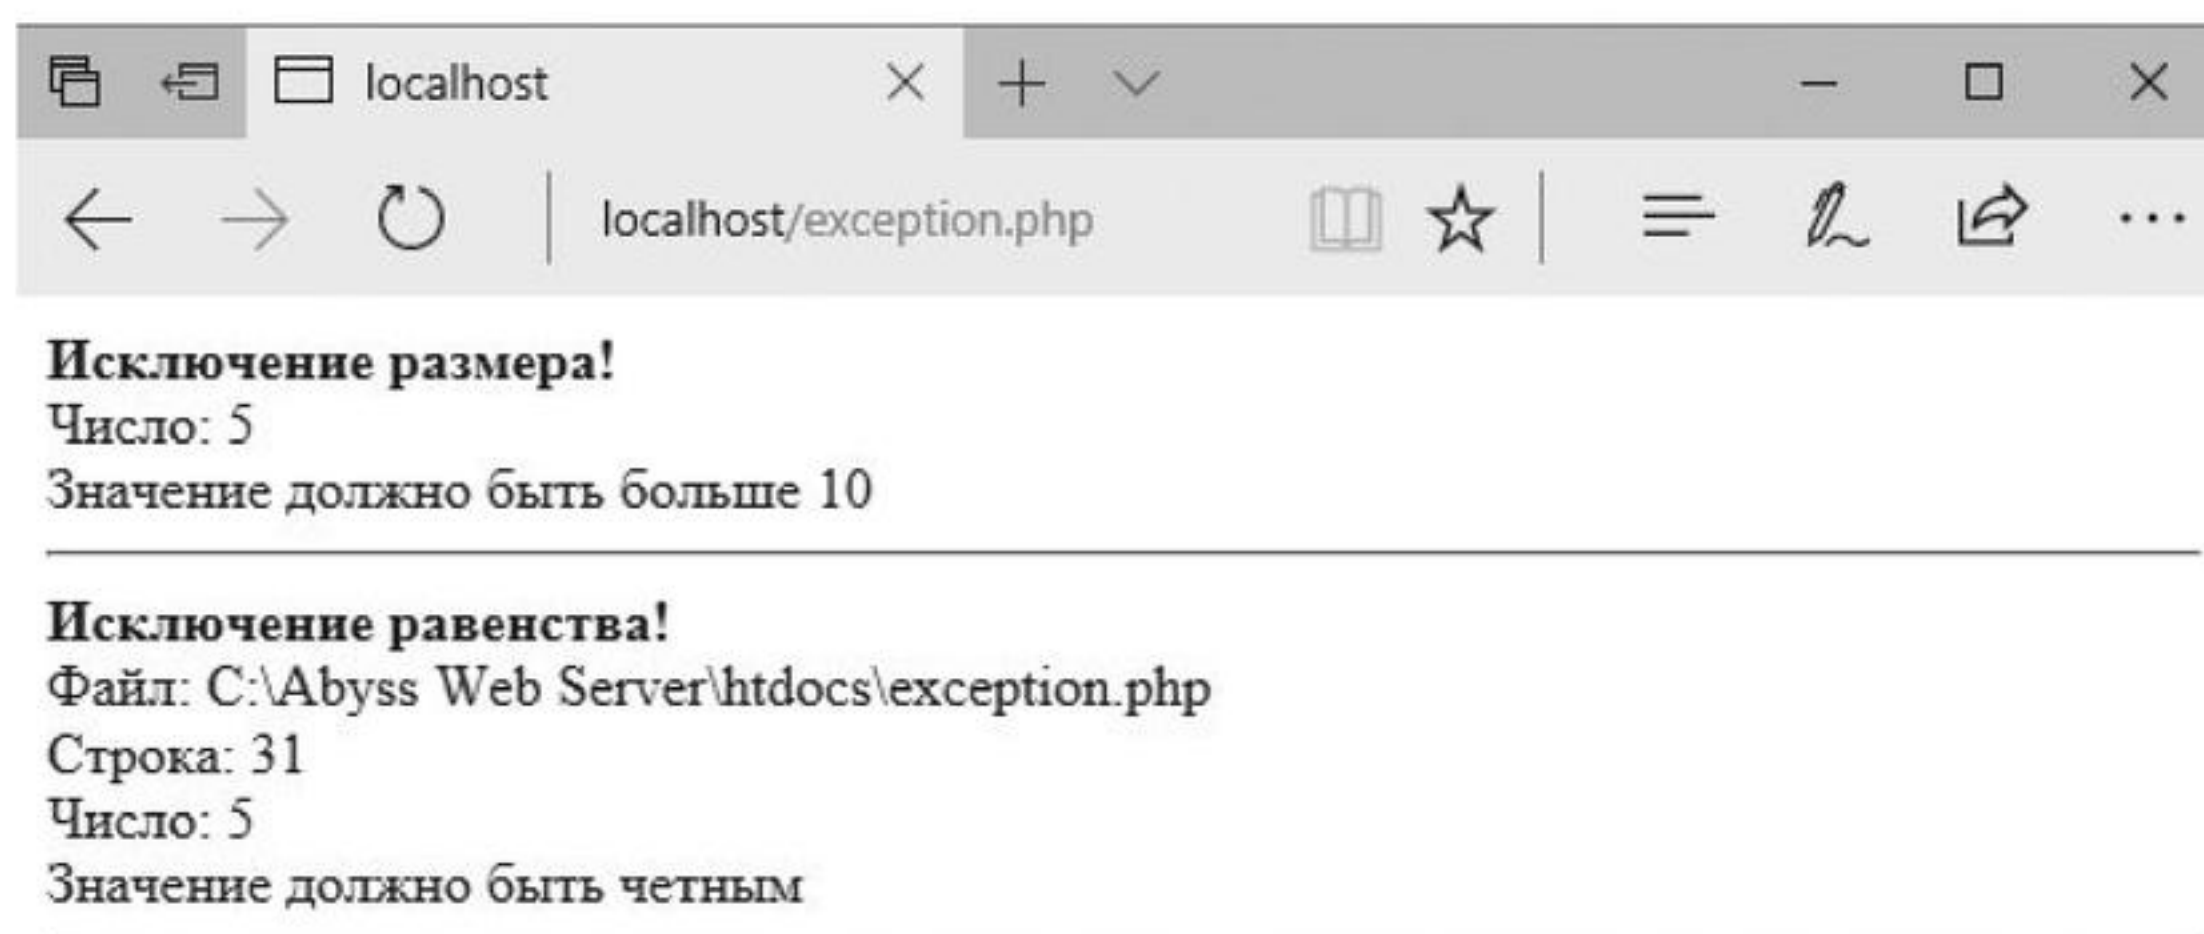 localhost
localhost/exception.php
Исключение размера!
Число: 5
Значение должно быть больше 10
Исключение равенства!
Файл: C:\Abyss Web Server\htdocs\exception.php
Строка: 31
Число: 5
Значение должно быть четным